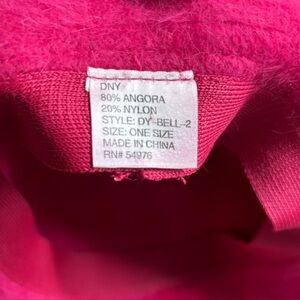 DNY
80% ANGORA
20% NYLON
STYLE: DY-BELL-2
SIZE: ONE SIZE
MADE IN CHINA
RN# 54976